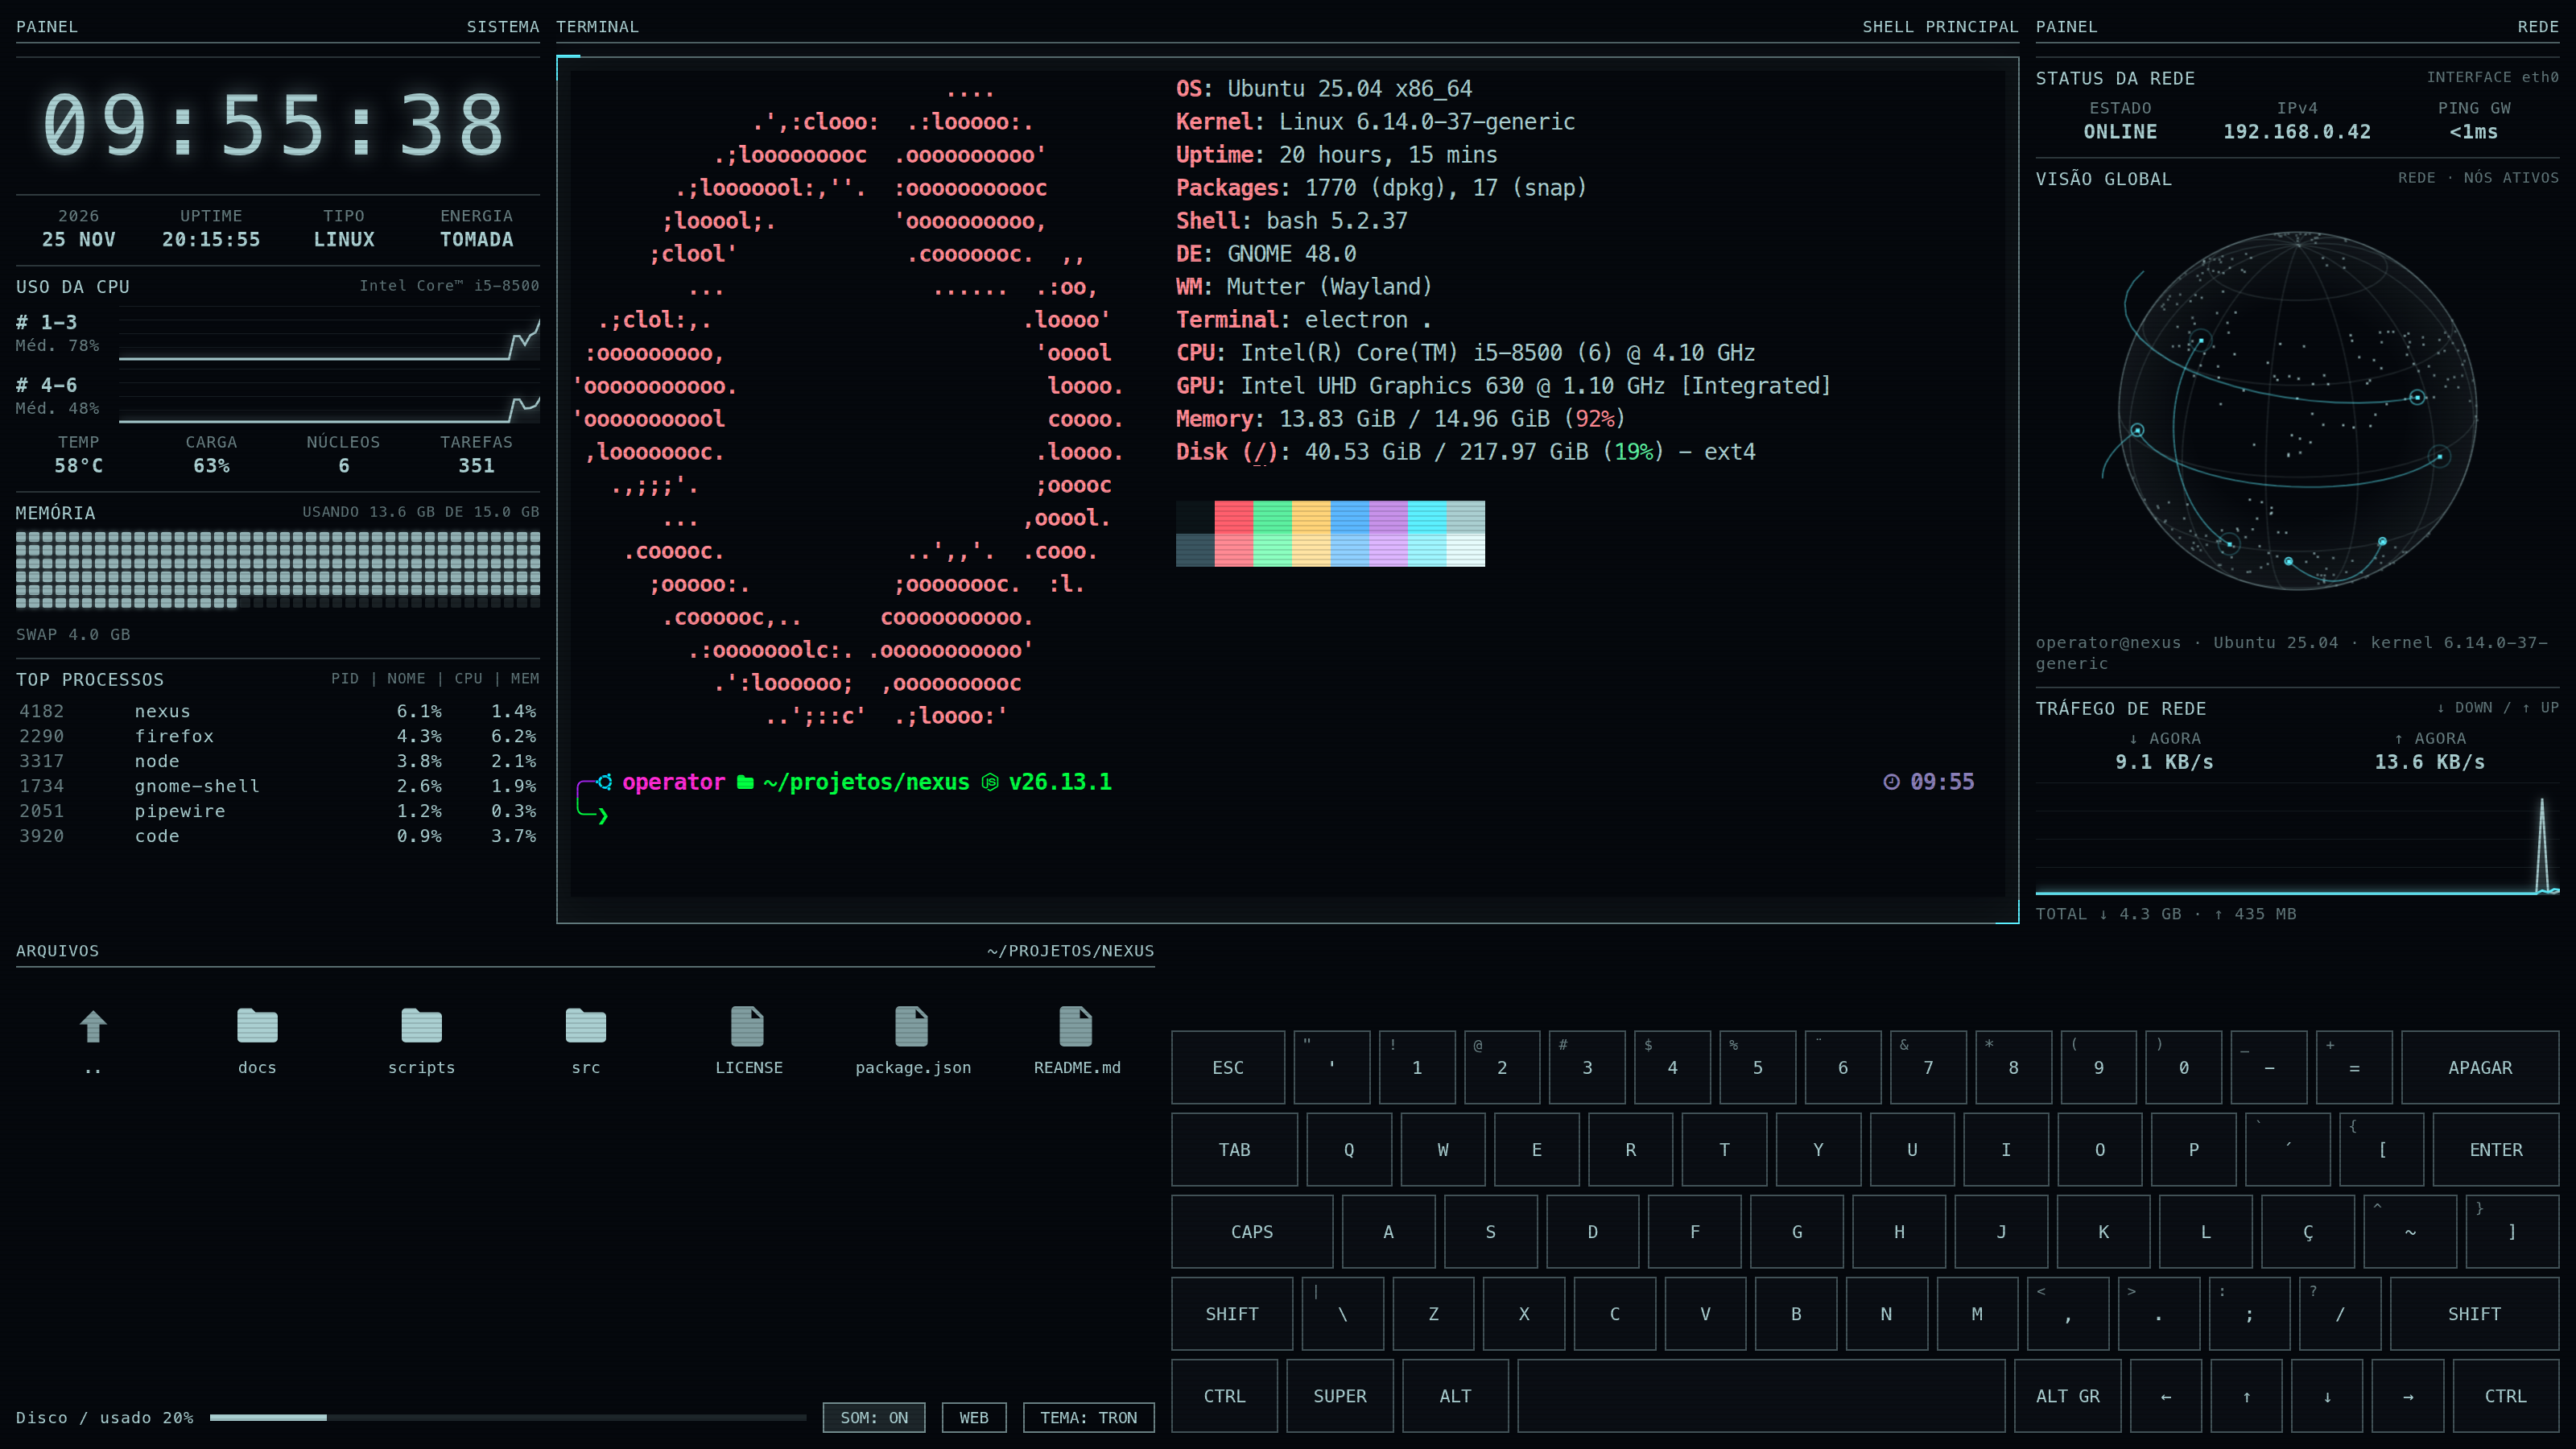 PAINEL SISTEMA
09:55:38
2026 UPTIME TIPO ENERGIA
25 NOV 20:15:55 LINUX TOMADA
USO DA CPU Intel Core™ i5-8500
# 1-3
Méd. 78%
# 4-6
Méd. 48%
TEMP CARGA NÚCLEOS TAREFAS
58°C 63% 6 351
MEMÓRIA USANDO 13.6 GB DE 15.0 GB
SWAP 4.0 GB
TOP PROCESSOS PID | NOME | CPU | MEM
4182 nexus 6.1% 1.4%
2290 firefox 4.3% 6.2%
3317 node 3.8% 2.1%
1734 gnome-shell 2.6% 1.9%
2051 pipewire 1.2% 0.3%
3920 code 0.9% 3.7%
TERMINAL SHELL PRINCIPAL
OS: Ubuntu 25.04 x86_64
Kernel: Linux 6.14.0-37-generic
Uptime: 20 hours, 15 mins
Packages: 1770 (dpkg), 17 (snap)
Shell: bash 5.2.37
DE: GNOME 48.0
WM: Mutter (Wayland)
Terminal: electron .
CPU: Intel(R) Core(TM) i5-8500 (6) @ 4.10 GHz
GPU: Intel UHD Graphics 630 @ 1.10 GHz [Integrated]
Memory: 13.83 GiB / 14.96 GiB (92%)
Disk (/): 40.53 GiB / 217.97 GiB (19%) - ext4
operator ~/projetos/nexus v26.13.1 09:55
❯
PAINEL REDE
STATUS DA REDE INTERFACE eth0
ESTADO IPv4 PING GW
ONLINE 192.168.0.42 <1ms
VISÃO GLOBAL REDE · NÓS ATIVOS
operator@nexus · Ubuntu 25.04 · kernel 6.14.0-37-
generic
TRÁFEGO DE REDE ↓ DOWN / ↑ UP
↓ AGORA ↑ AGORA
9.1 KB/s 13.6 KB/s
TOTAL ↓ 4.3 GB · ↑ 435 MB
ARQUIVOS ~/PROJETOS/NEXUS
.. docs scripts src LICENSE package.json README.md
Disco / usado 20% SOM: ON WEB TEMA: TRON
ESC " ' ! 1 @ 2 # 3 $ 4 % 5 ¨ 6 & 7 * 8 ( 9 ) 0 _ - + = APAGAR
TAB Q W E R T Y U I O P ` ´ { [ ENTER
CAPS A S D F G H J K L Ç ^ ~ } ]
SHIFT | \ Z X C V B N M < , > . : ; ? / SHIFT
CTRL SUPER ALT ALT GR ← ↑ ↓ → CTRL